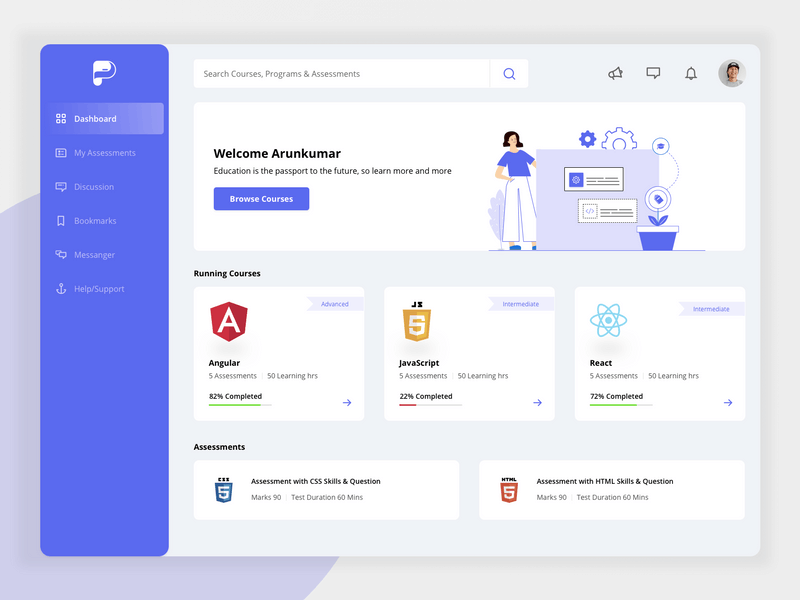 Dashboard
My Assessments
Discussion
Bookmarks
Messanger
Help/Support
Search Courses, Programs & Assessments
Welcome Arunkumar
Education is the passport to the future, so learn more and more
Browse Courses
Running Courses
Advanced
Angular
5 Assessments | 50 Learning hrs
82% Completed
JS
5
Intermediate
JavaScript
5 Assessments | 50 Learning hrs
22% Completed
Intermediate
React
5 Assessments | 50 Learning hrs
72% Completed
Assessments
CSS
5
Assessment with CSS Skills & Question
Marks 90 | Test Duration 60 Mins
HTML
5
Assessment with HTML Skills & Question
Marks 90 | Test Duration 60 Mins